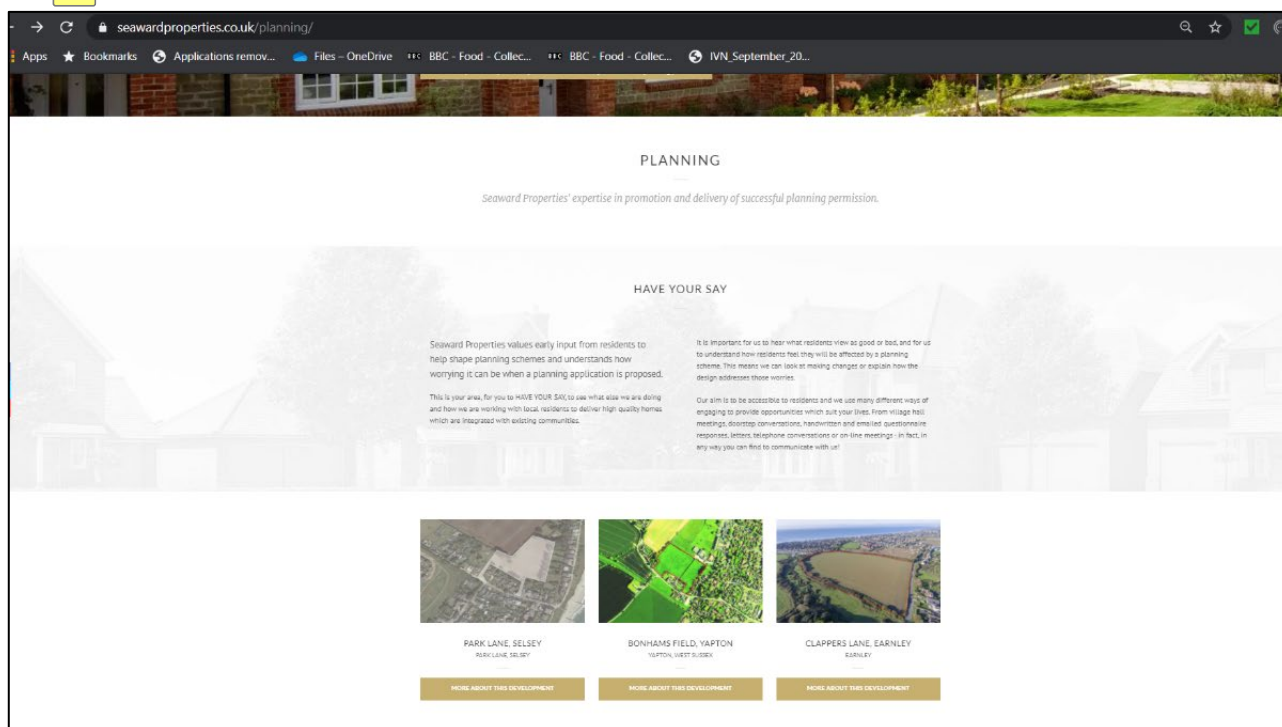 seawardproperties.co.uk/planning/
Apps Bookmarks Applications remov... Files – OneDrive BBC BBC - Food - Collec... BBC BBC - Food - Collec... IVN_September_20...
PLANNING
Seaward Properties' expertise in promotion and delivery of successful planning permission.
HAVE YOUR SAY
Seaward Properties values early input from residents to
help shape planning schemes and understands how
worrying it can be when a planning application is proposed.
This is your area, for you to HAVE YOUR SAY, to see what else we are doing
and how we are working with local residents to deliver high quality homes
which are integrated with existing communities.
It is important for us to hear what residents view as good or bad, and for us
to understand how residents feel they will be affected by a planning
scheme. This means we can look at making changes or explain how the
design addresses those worries.
Our aim is to be accessible to residents and we use many different ways of
engaging to provide opportunities which suit your lives. From village hall
meetings, doorstep conversations, handwritten and emailed questionnaire
responses, letters, telephone conversations or on-line meetings - in fact, in
any way you can find to communicate with us!
PARK LANE, SELSEY
PARK LANE, SELSEY
MORE ABOUT THIS DEVELOPMENT
BONHAMS FIELD, YAPTON
YAPTON, WEST SUSSEX
MORE ABOUT THIS DEVELOPMENT
CLAPPERS LANE, EARNLEY
EARNLEY
MORE ABOUT THIS DEVELOPMENT